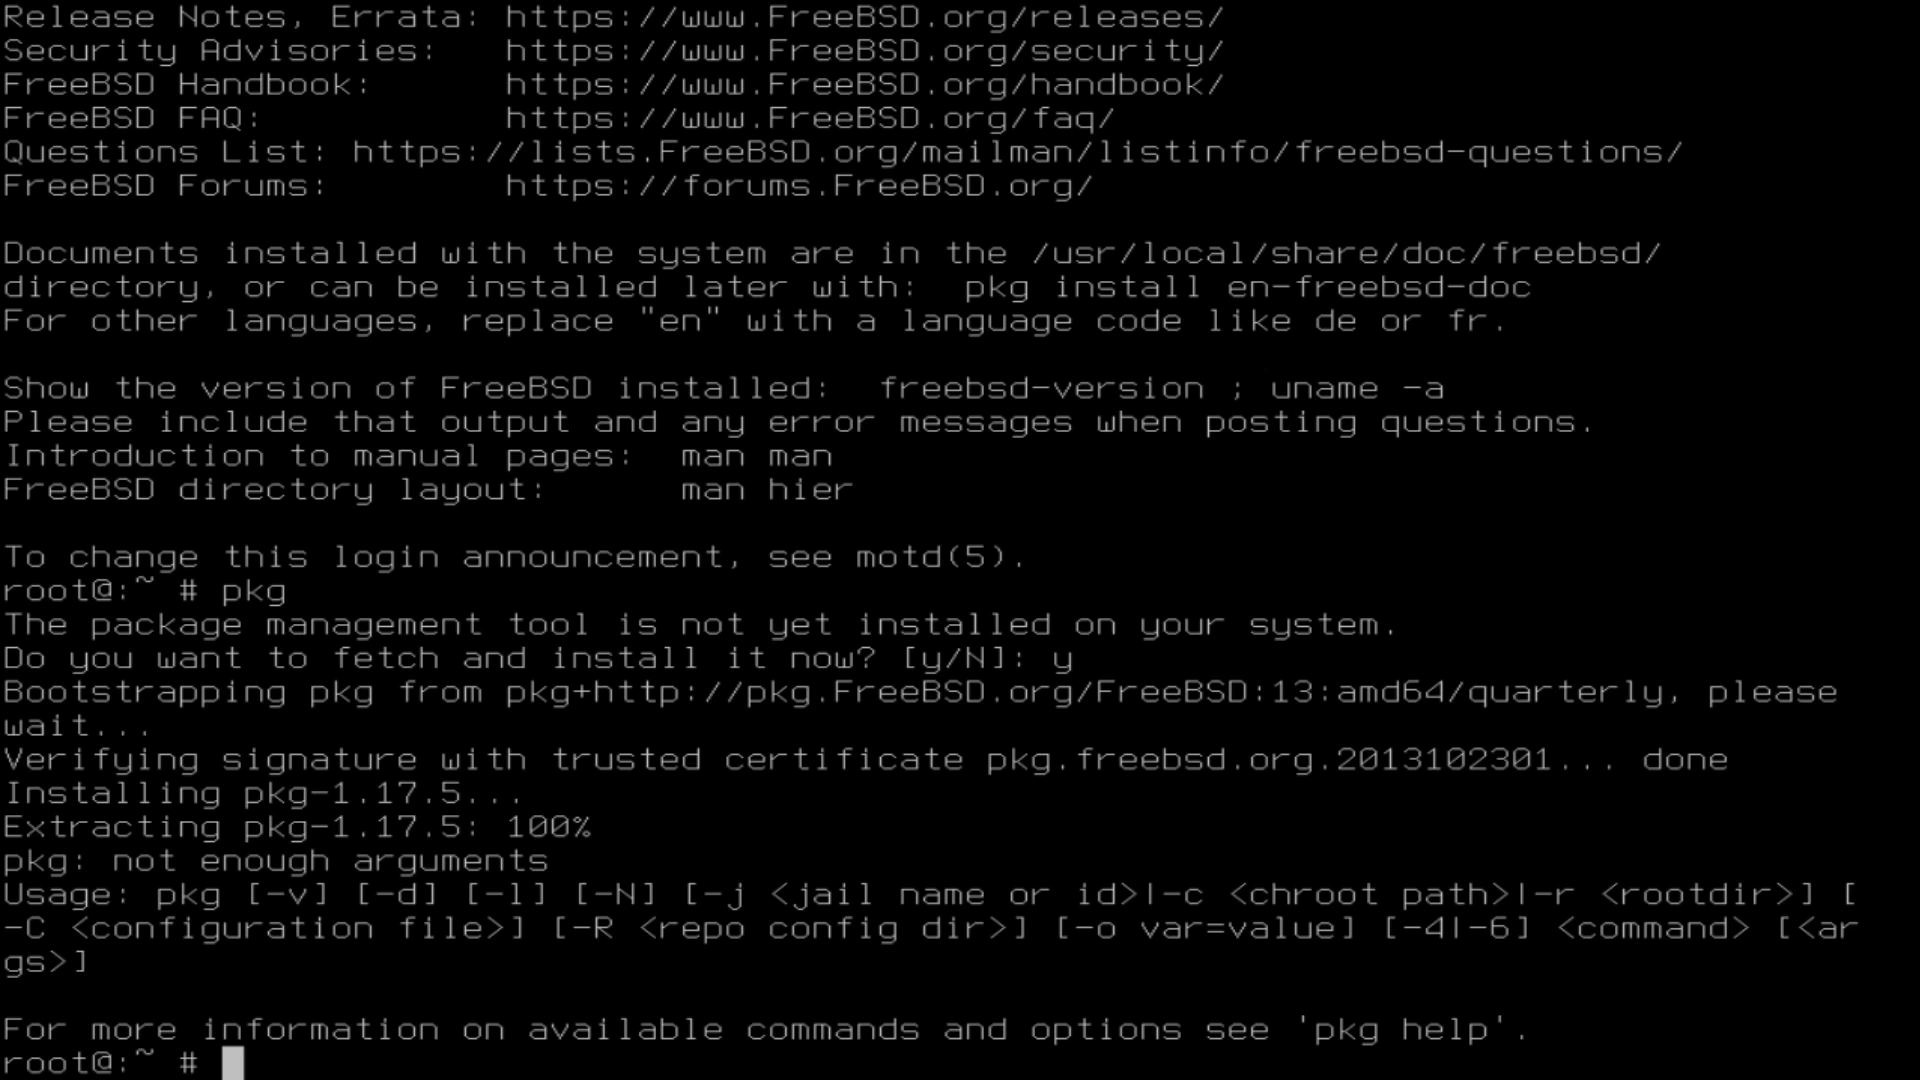 Release Notes, Errata: https://www.FreeBSD.org/releases/
Security Advisories:   https://www.FreeBSD.org/security/
FreeBSD Handbook:      https://www.FreeBSD.org/handbook/
FreeBSD FAQ:           https://www.FreeBSD.org/faq/
Questions List: https://lists.FreeBSD.org/mailman/listinfo/freebsd-questions/
FreeBSD Forums:        https://forums.FreeBSD.org/

Documents installed with the system are in the /usr/local/share/doc/freebsd/
directory, or can be installed later with:  pkg install en-freebsd-doc
For other languages, replace "en" with a language code like de or fr.

Show the version of FreeBSD installed:  freebsd-version ; uname -a
Please include that output and any error messages when posting questions.
Introduction to manual pages:  man man
FreeBSD directory layout:      man hier

To change this login announcement, see motd(5).
root@:~ # pkg
The package management tool is not yet installed on your system.
Do you want to fetch and install it now? [y/N]: y
Bootstrapping pkg from pkg+http://pkg.FreeBSD.org/FreeBSD:13:amd64/quarterly, please
wait...
Verifying signature with trusted certificate pkg.freebsd.org.2013102301... done
Installing pkg-1.17.5...
Extracting pkg-1.17.5: 100%
pkg: not enough arguments
Usage: pkg [-v] [-d] [-l] [-N] [-j <jail name or id>|-c <chroot path>|-r <rootdir>] [
-C <configuration file>] [-R <repo config dir>] [-o var=value] [-4|-6] <command> [<ar
gs>]

For more information on available commands and options see 'pkg help'.
root@:~ #